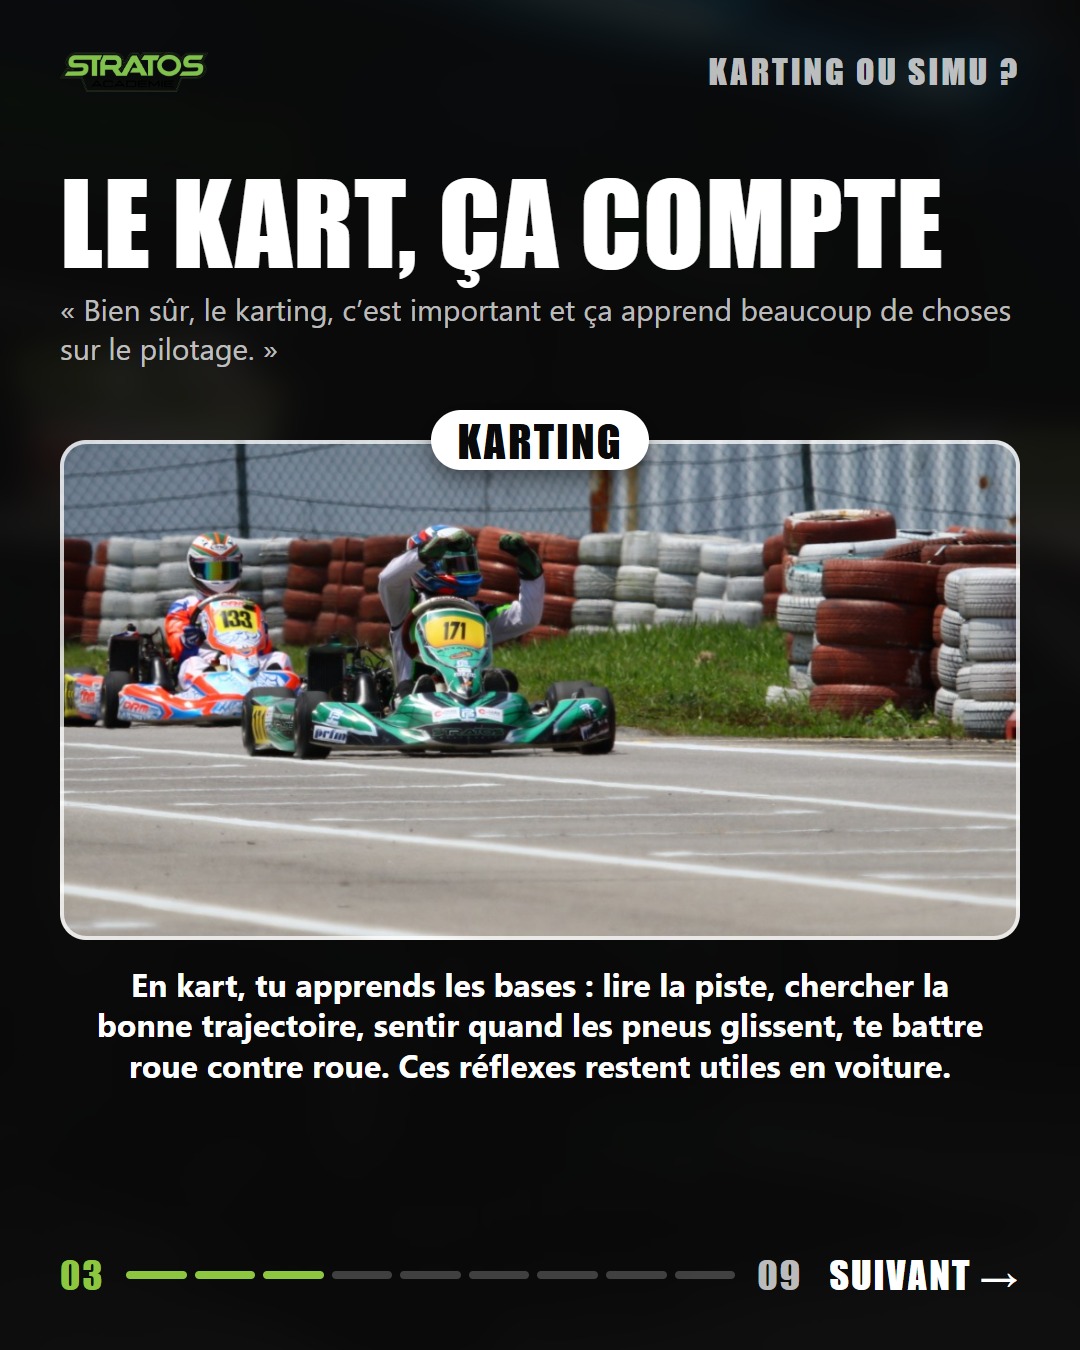 STRATOS
ACADEMIE
KARTING OU SIMU ?
LE KART, ÇA COMPTE
« Bien sûr, le karting, c’est important et ça apprend beaucoup de choses
sur le pilotage. »
KARTING
133
171
STRATOS
En kart, tu apprends les bases : lire la piste, chercher la
bonne trajectoire, sentir quand les pneus glissent, te battre
roue contre roue. Ces réflexes restent utiles en voiture.
03
09
SUIVANT →